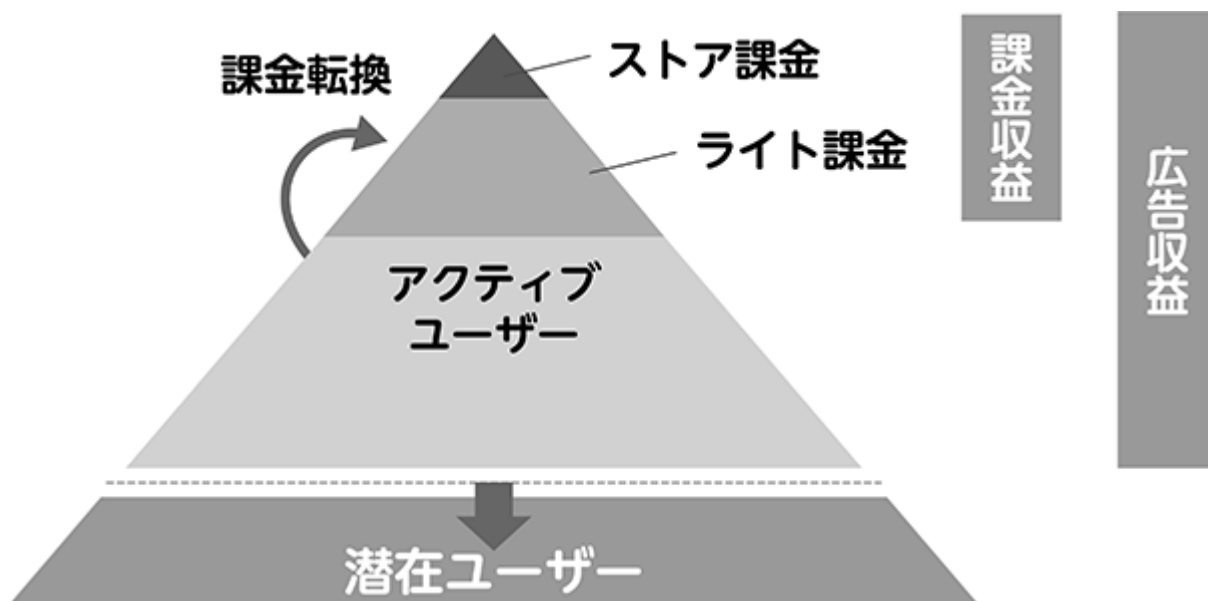 課金転換
ストア課金
ライト課金
アクティブ
ユーザー
潜在ユーザー
課金収益
広告収益